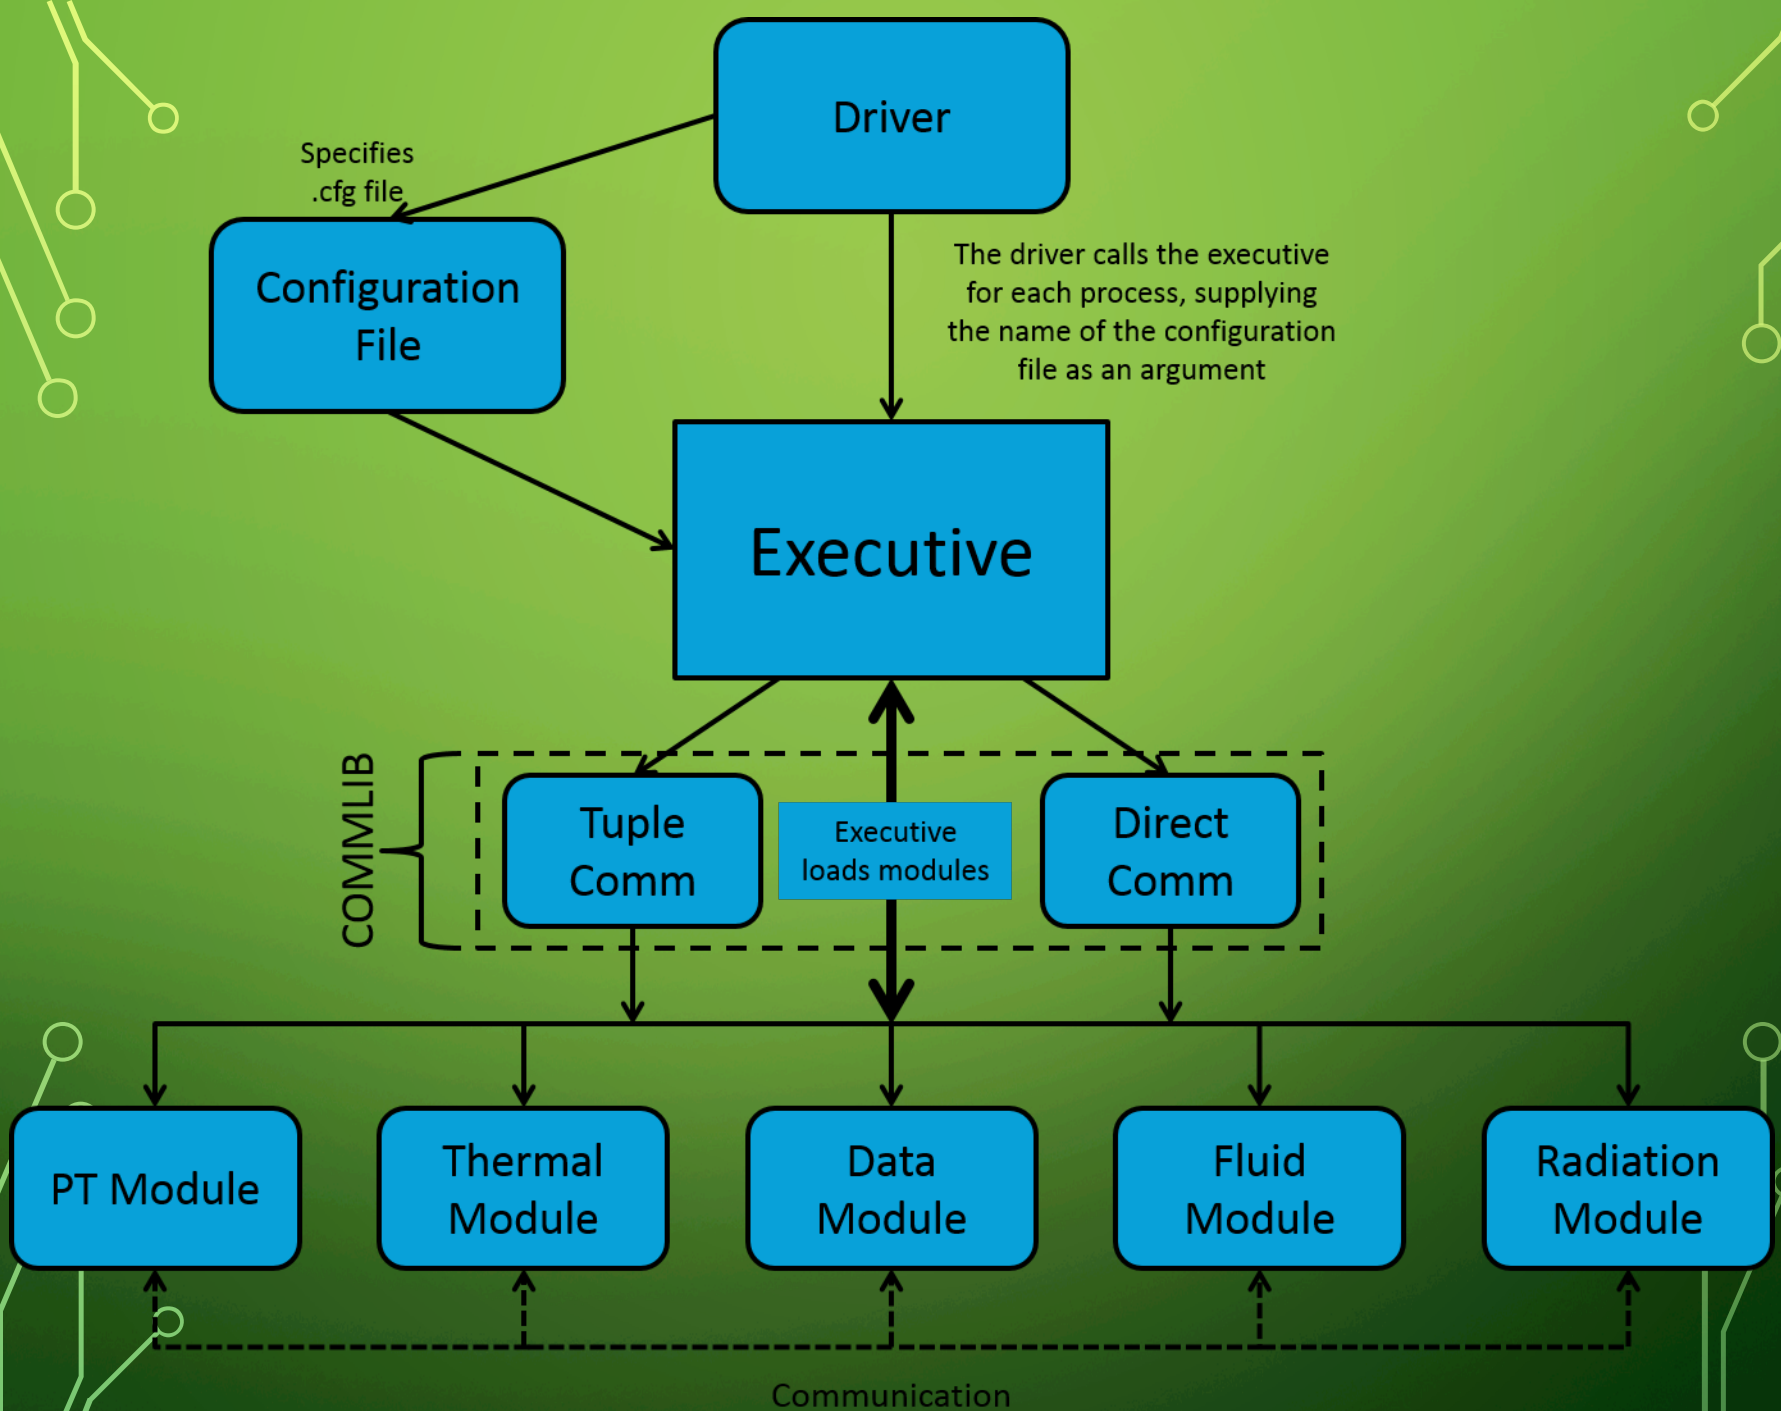 Driver
Specifies
.cfg file
Configuration
File
The driver calls the executive
for each process, supplying
the name of the configuration
file as an argument
Executive
COMMLIB
Tuple
Comm
Executive
loads modules
Direct
Comm
PT Module
Thermal
Module
Data
Module
Fluid
Module
Radiation
Module
Communication